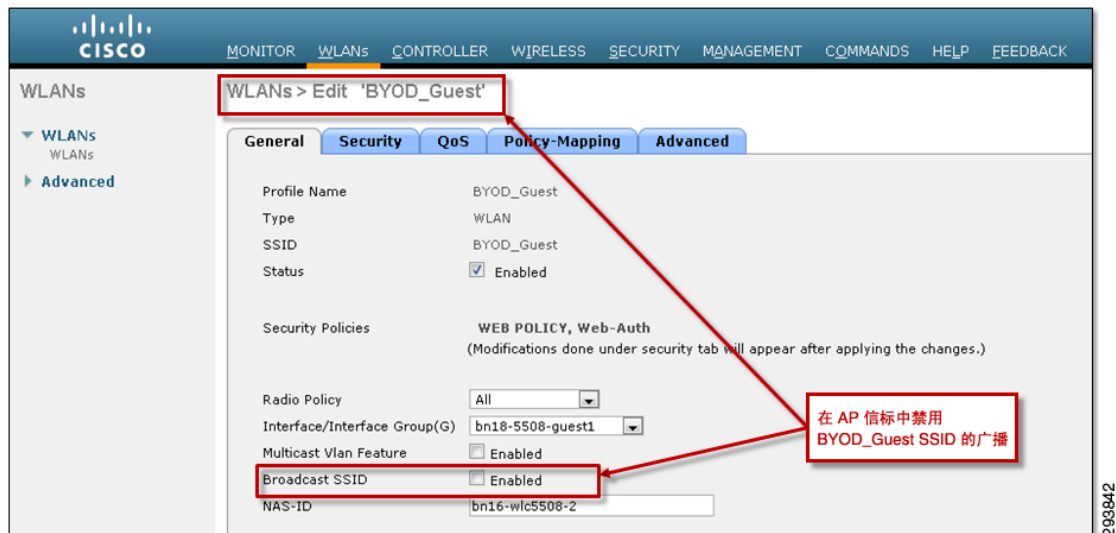 CISCO
MONITOR WLANs CONTROLLER WIRELESS SECURITY MANAGEMENT COMMANDS HELP FEEDBACK
WLANs
WLANs > Edit 'BYOD_Guest'
WLANs
WLANs
Advanced
General Security QoS Policy-Mapping Advanced
Profile Name BYOD_Guest
Type WLAN
SSID BYOD_Guest
Status Enabled
Security Policies WEB POLICY, Web-Auth
(Modifications done under security tab will appear after applying the changes.)
Radio Policy All
Interface/Interface Group(G) bn18-5508-guest1
Multicast Vlan Feature Enabled
Broadcast SSID Enabled
NAS-ID bn16-wlc5508-2
在 AP 信标中禁用
BYOD_Guest SSID 的广播
293842